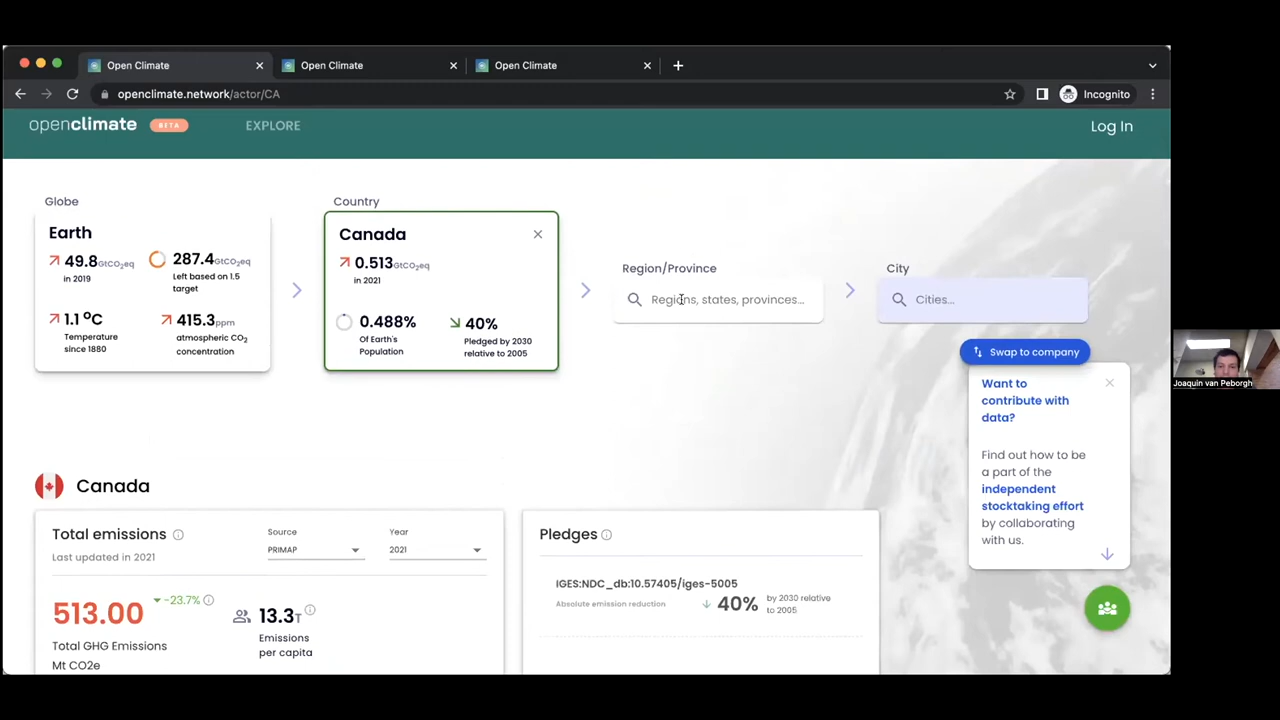 Open Climate
Open Climate
Open Climate
openclimate.network/actor/CA
Incognito
openclimate BETA EXPLORE
Log In
Globe
Earth
49.8 GtCO2eq
in 2019
287.4 GtCO2eq
Left based on 1.5
target
1.1 ºC
Temperature
since 1880
415.3 ppm
atmospheric CO2
concentration
Country
Canada
0.513 GtCO2eq
in 2021
0.488%
Of Earth's
Population
40%
Pledged by 2030
relative to 2005
Region/Province
Regions, states, provinces...
City
Cities...
Swap to company
Want to
contribute with
data?
Find out how to be
a part of the
independent
stocktaking effort
by collaborating
with us.
Joaquin van Peborgh
Canada
Total emissions
Last updated in 2021
Source
PRIMAP
Year
2021
513.00
-23.7%
Total GHG Emissions
Mt CO2e
13.3T
Emissions
per capita
Pledges
IGES:NDC_db:10.57405/iges-5005
Absolute emission reduction
40%
by 2030 relative
to 2005